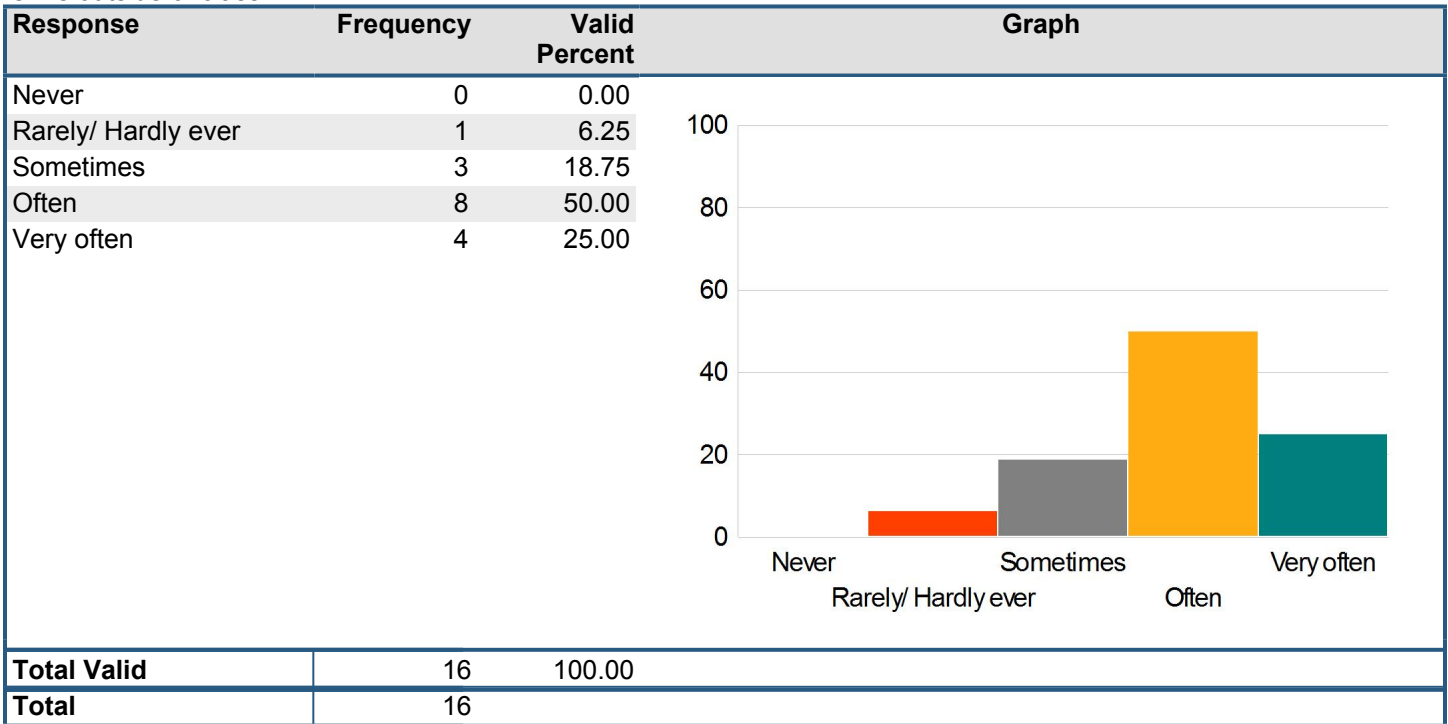 Response Frequency Valid Percent Graph
Never 0 0.00
Rarely/ Hardly ever 1 6.25
Sometimes 3 18.75
Often 8 50.00
Very often 4 25.00
100
80
60
40
20
0
Never Sometimes Very often
Rarely/ Hardly ever Often
Total Valid 16 100.00
Total 16